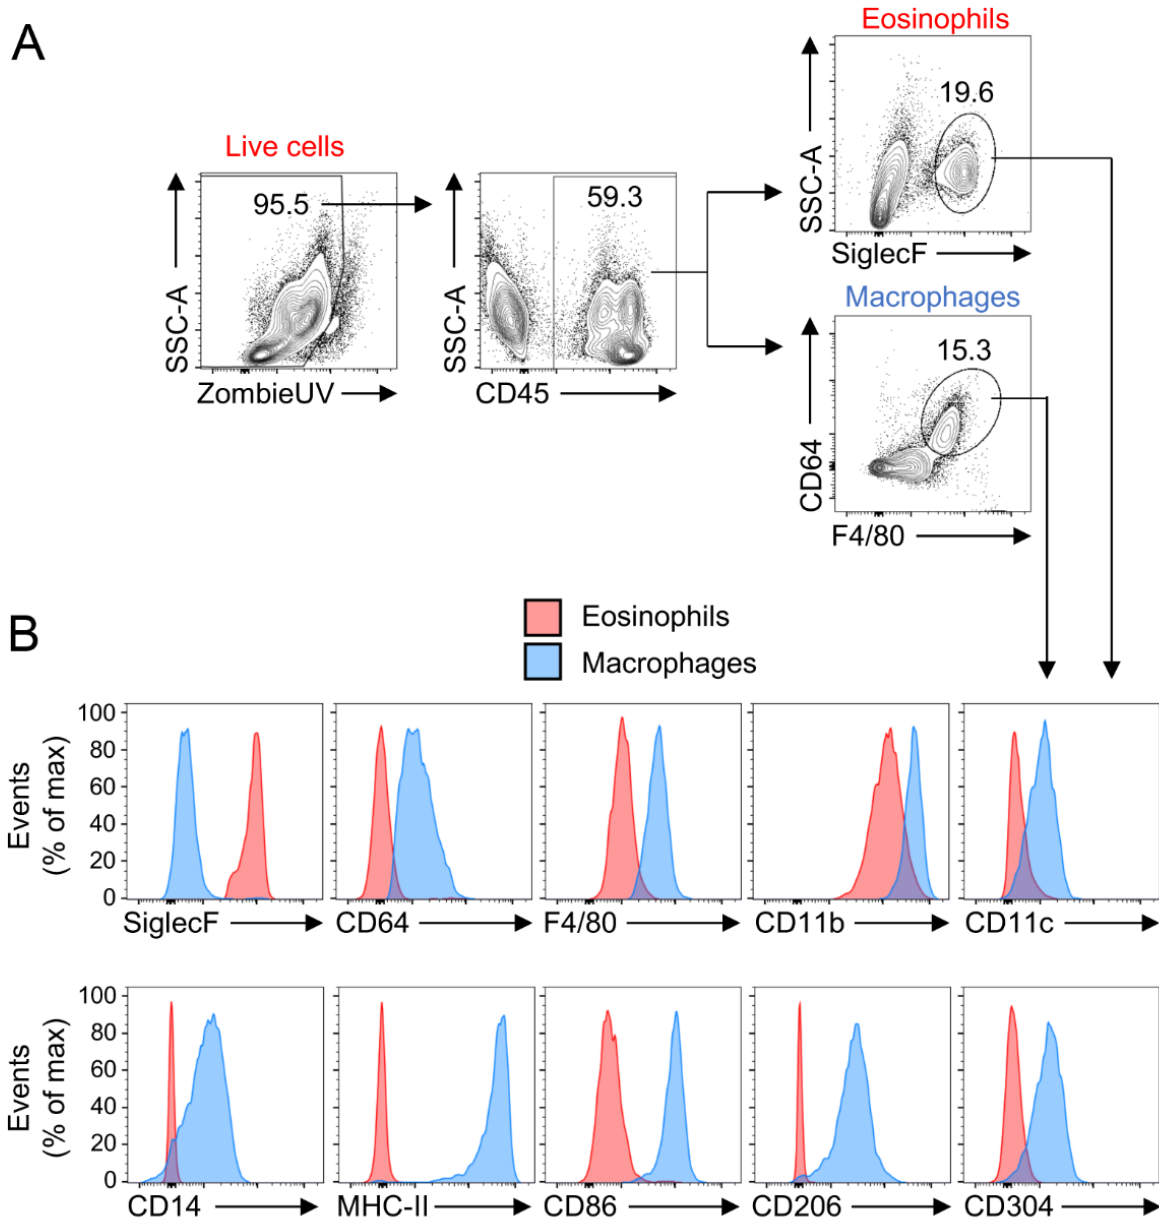 A
Eosinophils
19.6
SSC-A
SiglecF
Live cells
95.5
SSC-A
ZombieUV
59.3
SSC-A
CD45
Macrophages
15.3
CD64
F4/80
B
Eosinophils
Macrophages
Events
(% of max)
100
80
60
40
20
0
SiglecF
CD64
F4/80
CD11b
CD11c
Events
(% of max)
100
80
60
40
20
0
CD14
MHC-II
CD86
CD206
CD304